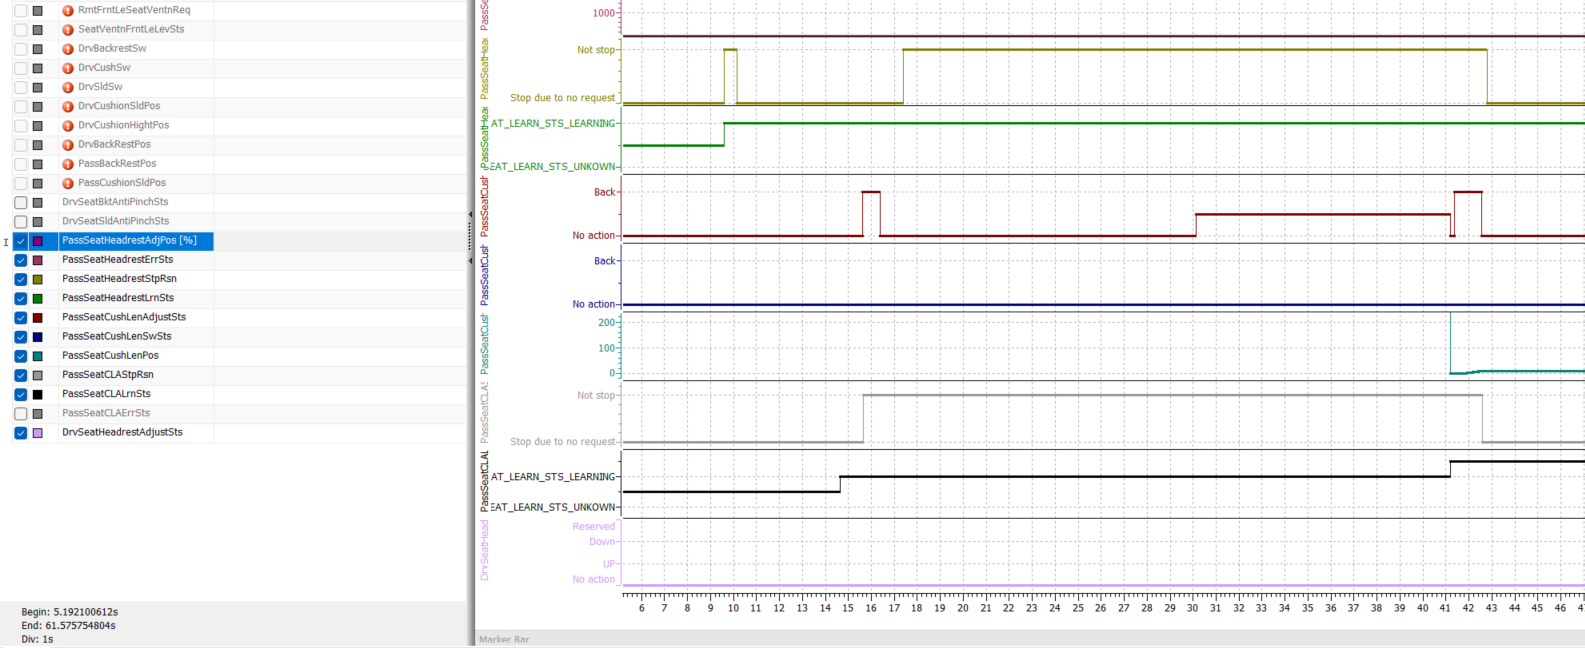 RmtFrntLeSeatVentnReq
SeatVentnFrntLeLevSts
DrvBackrestSw
DrvCushSw
DrvSldSw
DrvCushionSldPos
DrvCushionHightPos
DrvBackRestPos
PassBackRestPos
PassCushionSldPos
DrvSeatBktAntiPinchSts
DrvSeatSldAntiPinchSts
PassSeatHeadrestAdjPos [%]
PassSeatHeadrestErrSts
PassSeatHeadrestStpRsn
PassSeatHeadrestLrnSts
PassSeatCushLenAdjustSts
PassSeatCushLenSwSts
PassSeatCushLenPos
PassSeatCLAStpRsn
PassSeatCLALrnSts
PassSeatCLAErrSts
DrvSeatHeadrestAdjustSts
Begin: 5.192100612s
End: 61.575754804s
Div: 1s
1000
Not stop
Stop due to no request
AT_LEARN_STS_LEARNING
EAT_LEARN_STS_UNKOWN
PassSeatCush
Back
No action
PassSeatCush
Back
No action
PassSeatCush
200
100
0
Not stop
Stop due to no request
PassSeatCLAL
AT_LEARN_STS_LEARNING
EAT_LEARN_STS_UNKOWN
DrvSeatHead
Reserved
Down
UP
No action
6 7 8 9 10 11 12 13 14 15 16 17 18 19 20 21 22 23 24 25 26 27 28 29 30 31 32 33 34 35 36 37 38 39 40 41 42 43 44 45 46
Marker Bar